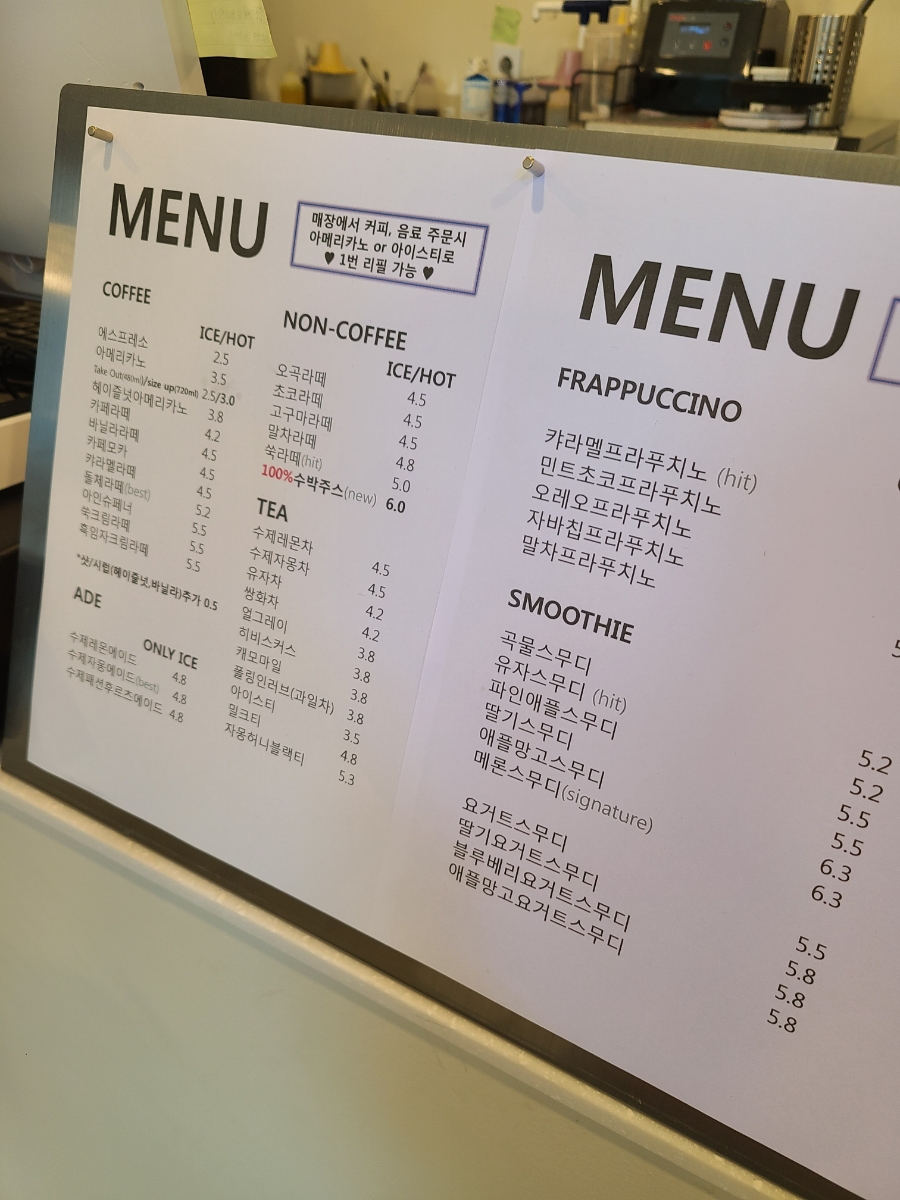 MENU
매장에서 커피, 음료 주문시
아메리카노 or 아이스티로
♥ 1번 리필 가능 ♥
COFFEE
ICE/HOT
에스프레소 2.5
아메리카노 3.5
Take Out(480ml)/size up(720ml) 2.5/3.0
헤이즐넛아메리카노 3.8
카페라떼 4.2
바닐라라떼 4.5
카페모카 4.5
카라멜라떼 4.5
돌체라떼(best) 5.2
아인슈페너 5.5
쑥크림라떼 5.5
흑임자크림라떼 5.5
*샷/시럽(헤이즐넛,바닐라)추가 0.5
ADE
ONLY ICE
수제레몬에이드 4.8
수제자몽에이드(best) 4.8
수제패션후르츠에이드 4.8
NON-COFFEE
ICE/HOT
오곡라떼 4.5
초코라떼 4.5
고구마라떼 4.5
말차라떼 4.8
쑥라떼(hit) 5.0
100%수박주스(new) 6.0
TEA
수제레몬차 4.5
수제자몽차 4.5
유자차 4.2
쌍화차 4.2
얼그레이 3.8
히비스커스 3.8
캐모마일 3.8
폴링인러브(과일차) 3.8
아이스티 3.5
밀크티 4.8
자몽허니블랙티 5.3
MENU
FRAPPUCCINO
캬라멜프라푸치노 (hit)
민트초코프라푸치노
오레오프라푸치노
자바칩프라푸치노
말차프라푸치노
SMOOTHIE
곡물스무디 5.2
유자스무디 (hit) 5.2
파인애플스무디 5.5
딸기스무디 5.5
애플망고스무디 6.3
메론스무디(signature) 6.3
요거트스무디 5.5
딸기요거트스무디 5.8
블루베리요거트스무디 5.8
애플망고요거트스무디 5.8